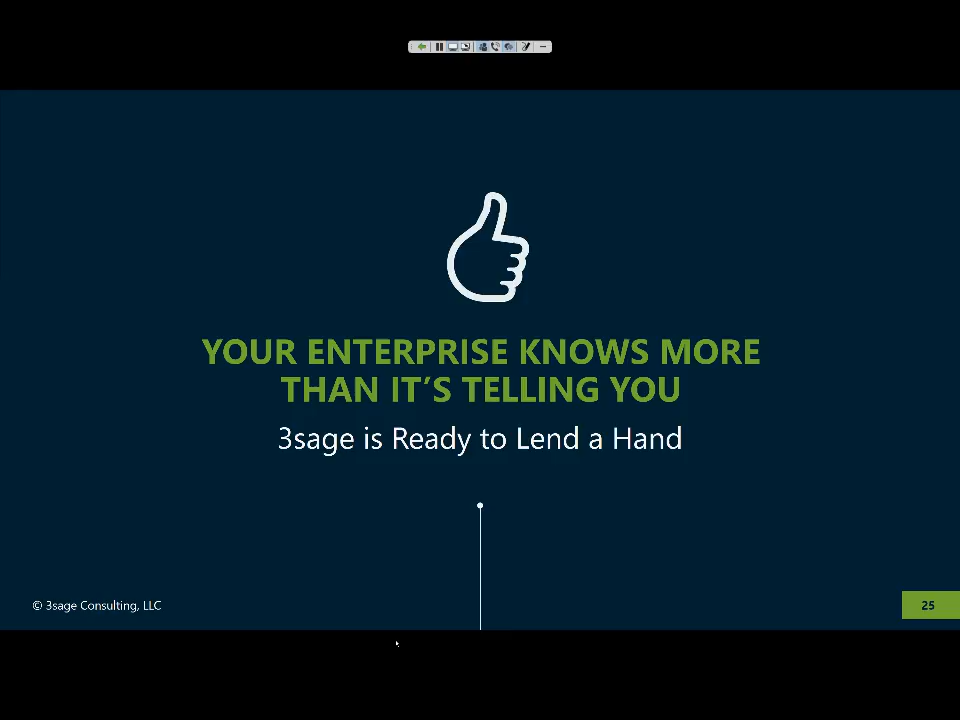 YOUR ENTERPRISE KNOWS MORE
THAN IT’S TELLING YOU
3sage is Ready to Lend a Hand
© 3sage Consulting, LLC
25